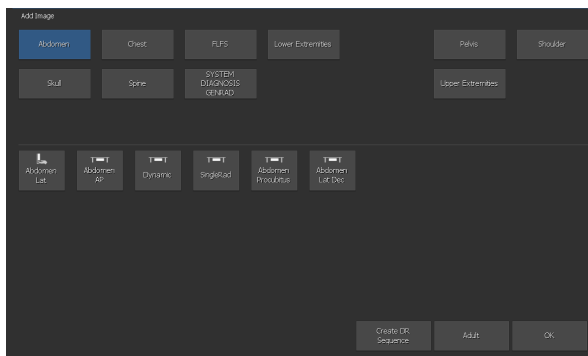 Add Image
Abdomen Chest FLFS Lower Extremities Pelvis Shoulder
Skull Spine SYSTEM DIAGNOSIS GENRAD Upper Extremities
Abdomen Lat Abdomen AP Dynamic SingleRad Abdomen Procubitus Abdomen Lat Dec
Create DR Sequence Adult OK